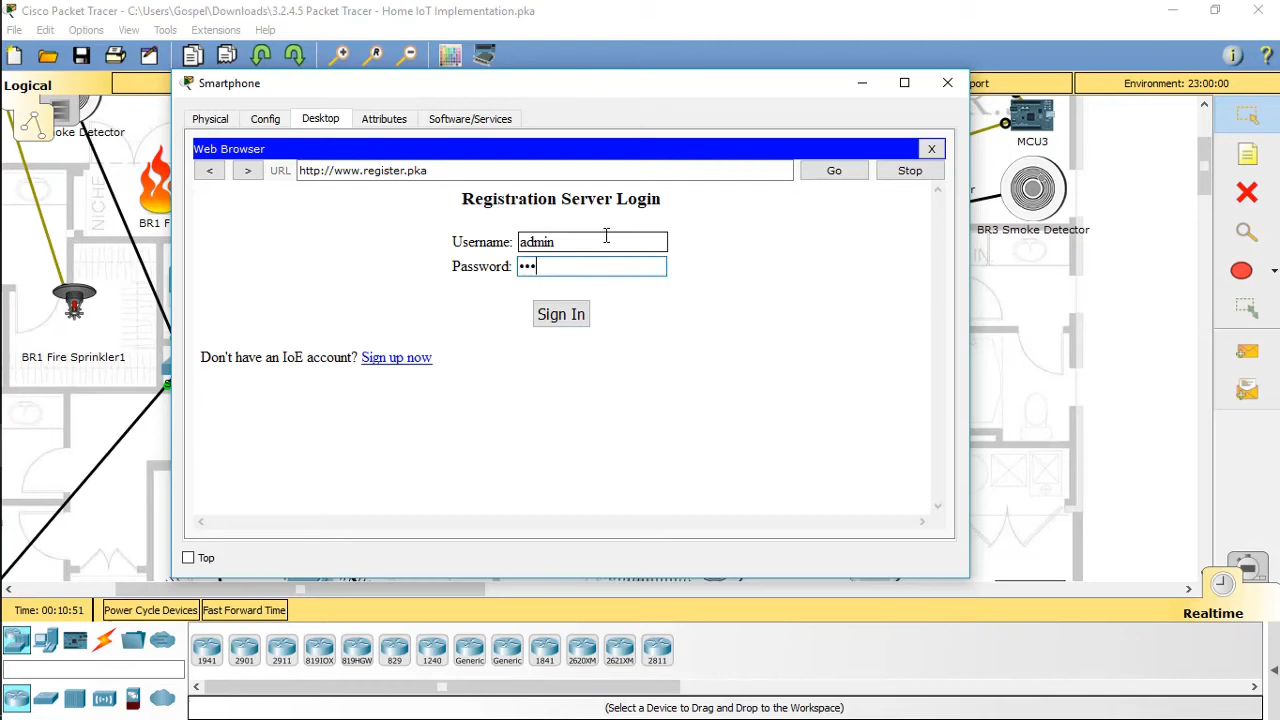 Cisco Packet Tracer - C:\Users\Gospel\Downloads\3.2.4.5 Packet Tracer - Home IoT Implementation.pka
File Edit Options View Tools Extensions Help
Logical
port
Environment: 23:00:00
Smartphone
Physical Config Desktop Attributes Software/Services
Web Browser X
< > URL http://www.register.pka Go Stop
Registration Server Login
Username: admin
Password: •••
Sign In
Don't have an IoE account? Sign up now
Top
moke Detector
NICHE
BR1 Fi
BR1 Fire Sprinkler1
MCU3
BR3 Smoke Detector
Time: 00:10:51 Power Cycle Devices Fast Forward Time
Realtime
1941 2901 2911 819IOX 819HGW 829 1240 Generic Generic 1841 2620XM 2621XM 2811
(Select a Device to Drag and Drop to the Workspace)